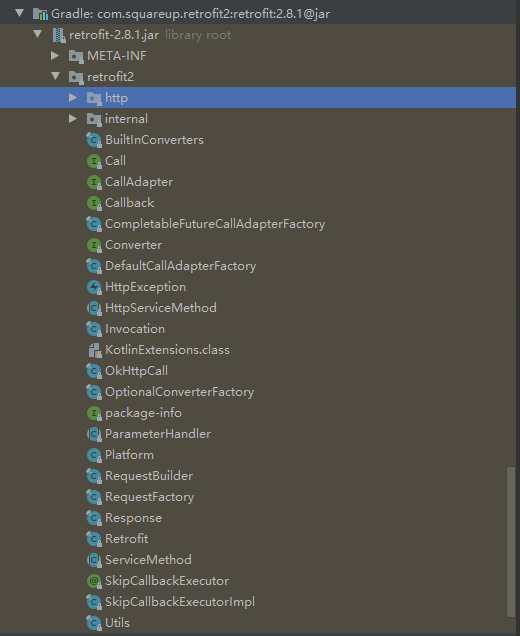 Gradle: com.squareup.retrofit2:retrofit:2.8.1@jar
retrofit-2.8.1.jar library root
META-INF
retrofit2
http
internal
BuiltInConverters
Call
CallAdapter
Callback
CompletableFutureCallAdapterFactory
Converter
DefaultCallAdapterFactory
HttpException
HttpServiceMethod
Invocation
KotlinExtensions.class
OkHttpCall
OptionalConverterFactory
package-info
ParameterHandler
Platform
RequestBuilder
RequestFactory
Response
Retrofit
ServiceMethod
SkipCallbackExecutor
SkipCallbackExecutorImpl
Utils